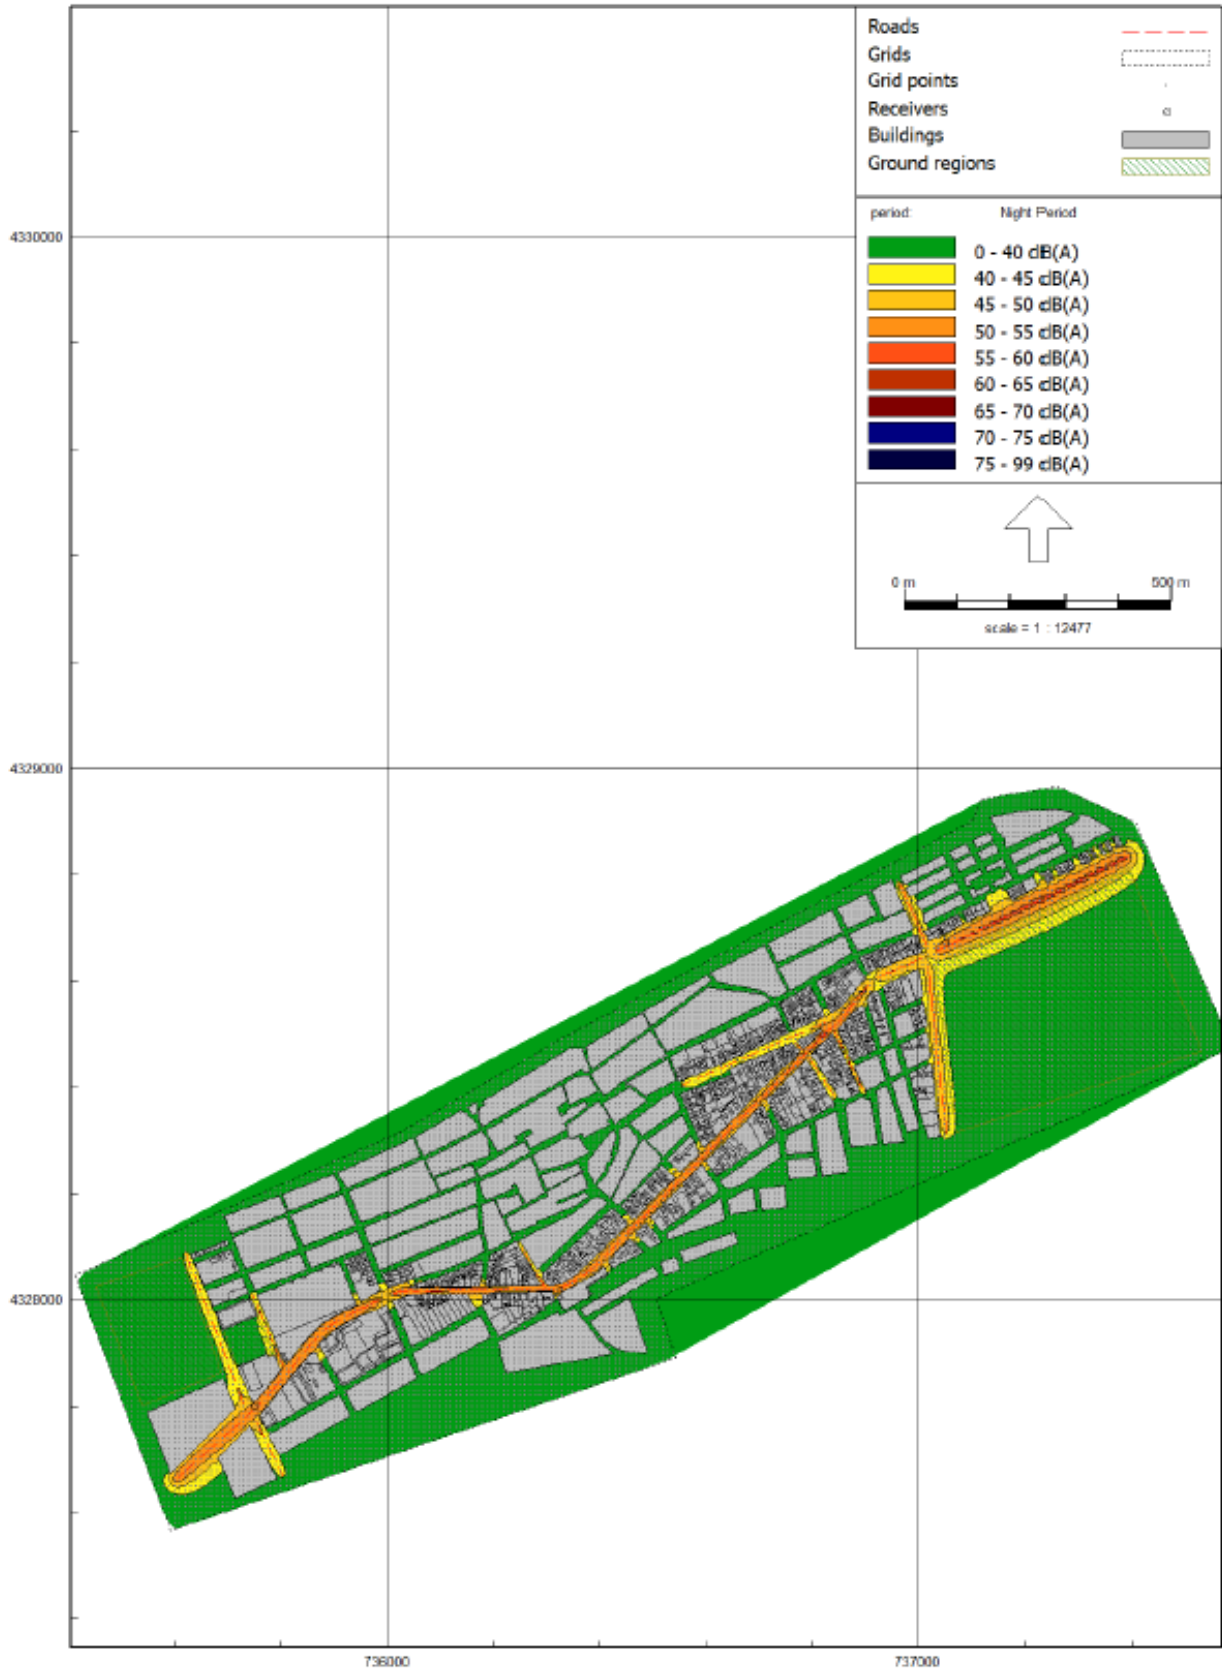 Roads
Grids
Grid points
Receivers
Buildings
Ground regions
period: Night Period
0 - 40 dB(A)
40 - 45 dB(A)
45 - 50 dB(A)
50 - 55 dB(A)
55 - 60 dB(A)
60 - 65 dB(A)
65 - 70 dB(A)
70 - 75 dB(A)
75 - 99 dB(A)
0 m 500 m
scale = 1 : 12477
4330000
4329000
4328000
736000 737000